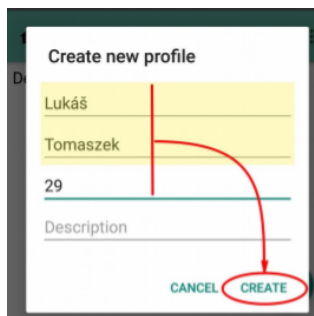 Create new profile
Lukáš
Tomaszek
29
Description
CANCEL CREATE